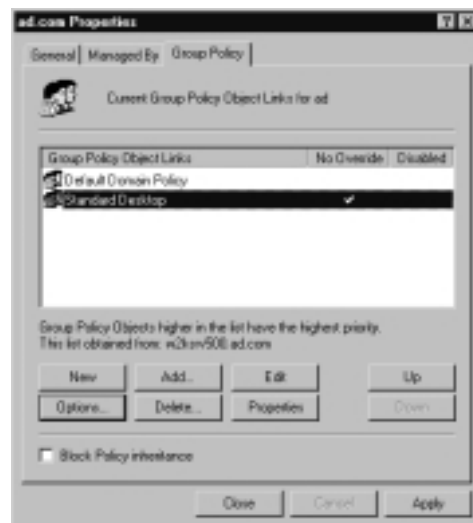 ad.com Properties
General Managed By Group Policy
Current Group Policy Object Links for ad
Group Policy Object Links No Override Disabled
Default Domain Policy
Standard Desktop
Group Policy Objects higher in the list have the highest priority.
This list obtained from: w2ksrv500.ad.com
New Add... Edit Up
Options... Delete... Properties Down
Block Policy inheritance
Close Cancel Apply